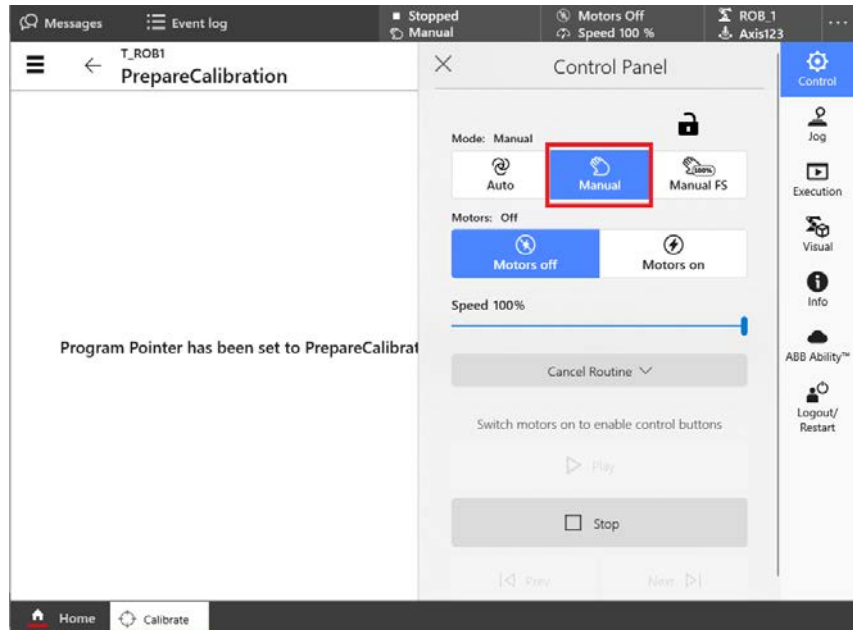 Messages
Event log
Stopped
Manual
Motors Off
Speed 100 %
ROB_1
Axis123
...
T_ROB1
PrepareCalibration
Program Pointer has been set to PrepareCalibrat
Control Panel
Mode: Manual
Auto
Manual
100%
Manual FS
Motors: Off
Motors off
Motors on
Speed 100%
Cancel Routine
Switch motors on to enable control buttons
Play
Stop
Prev
Next
Control
Jog
Execution
Visual
Info
ABB Ability™
Logout/
Restart
Home
Calibrate